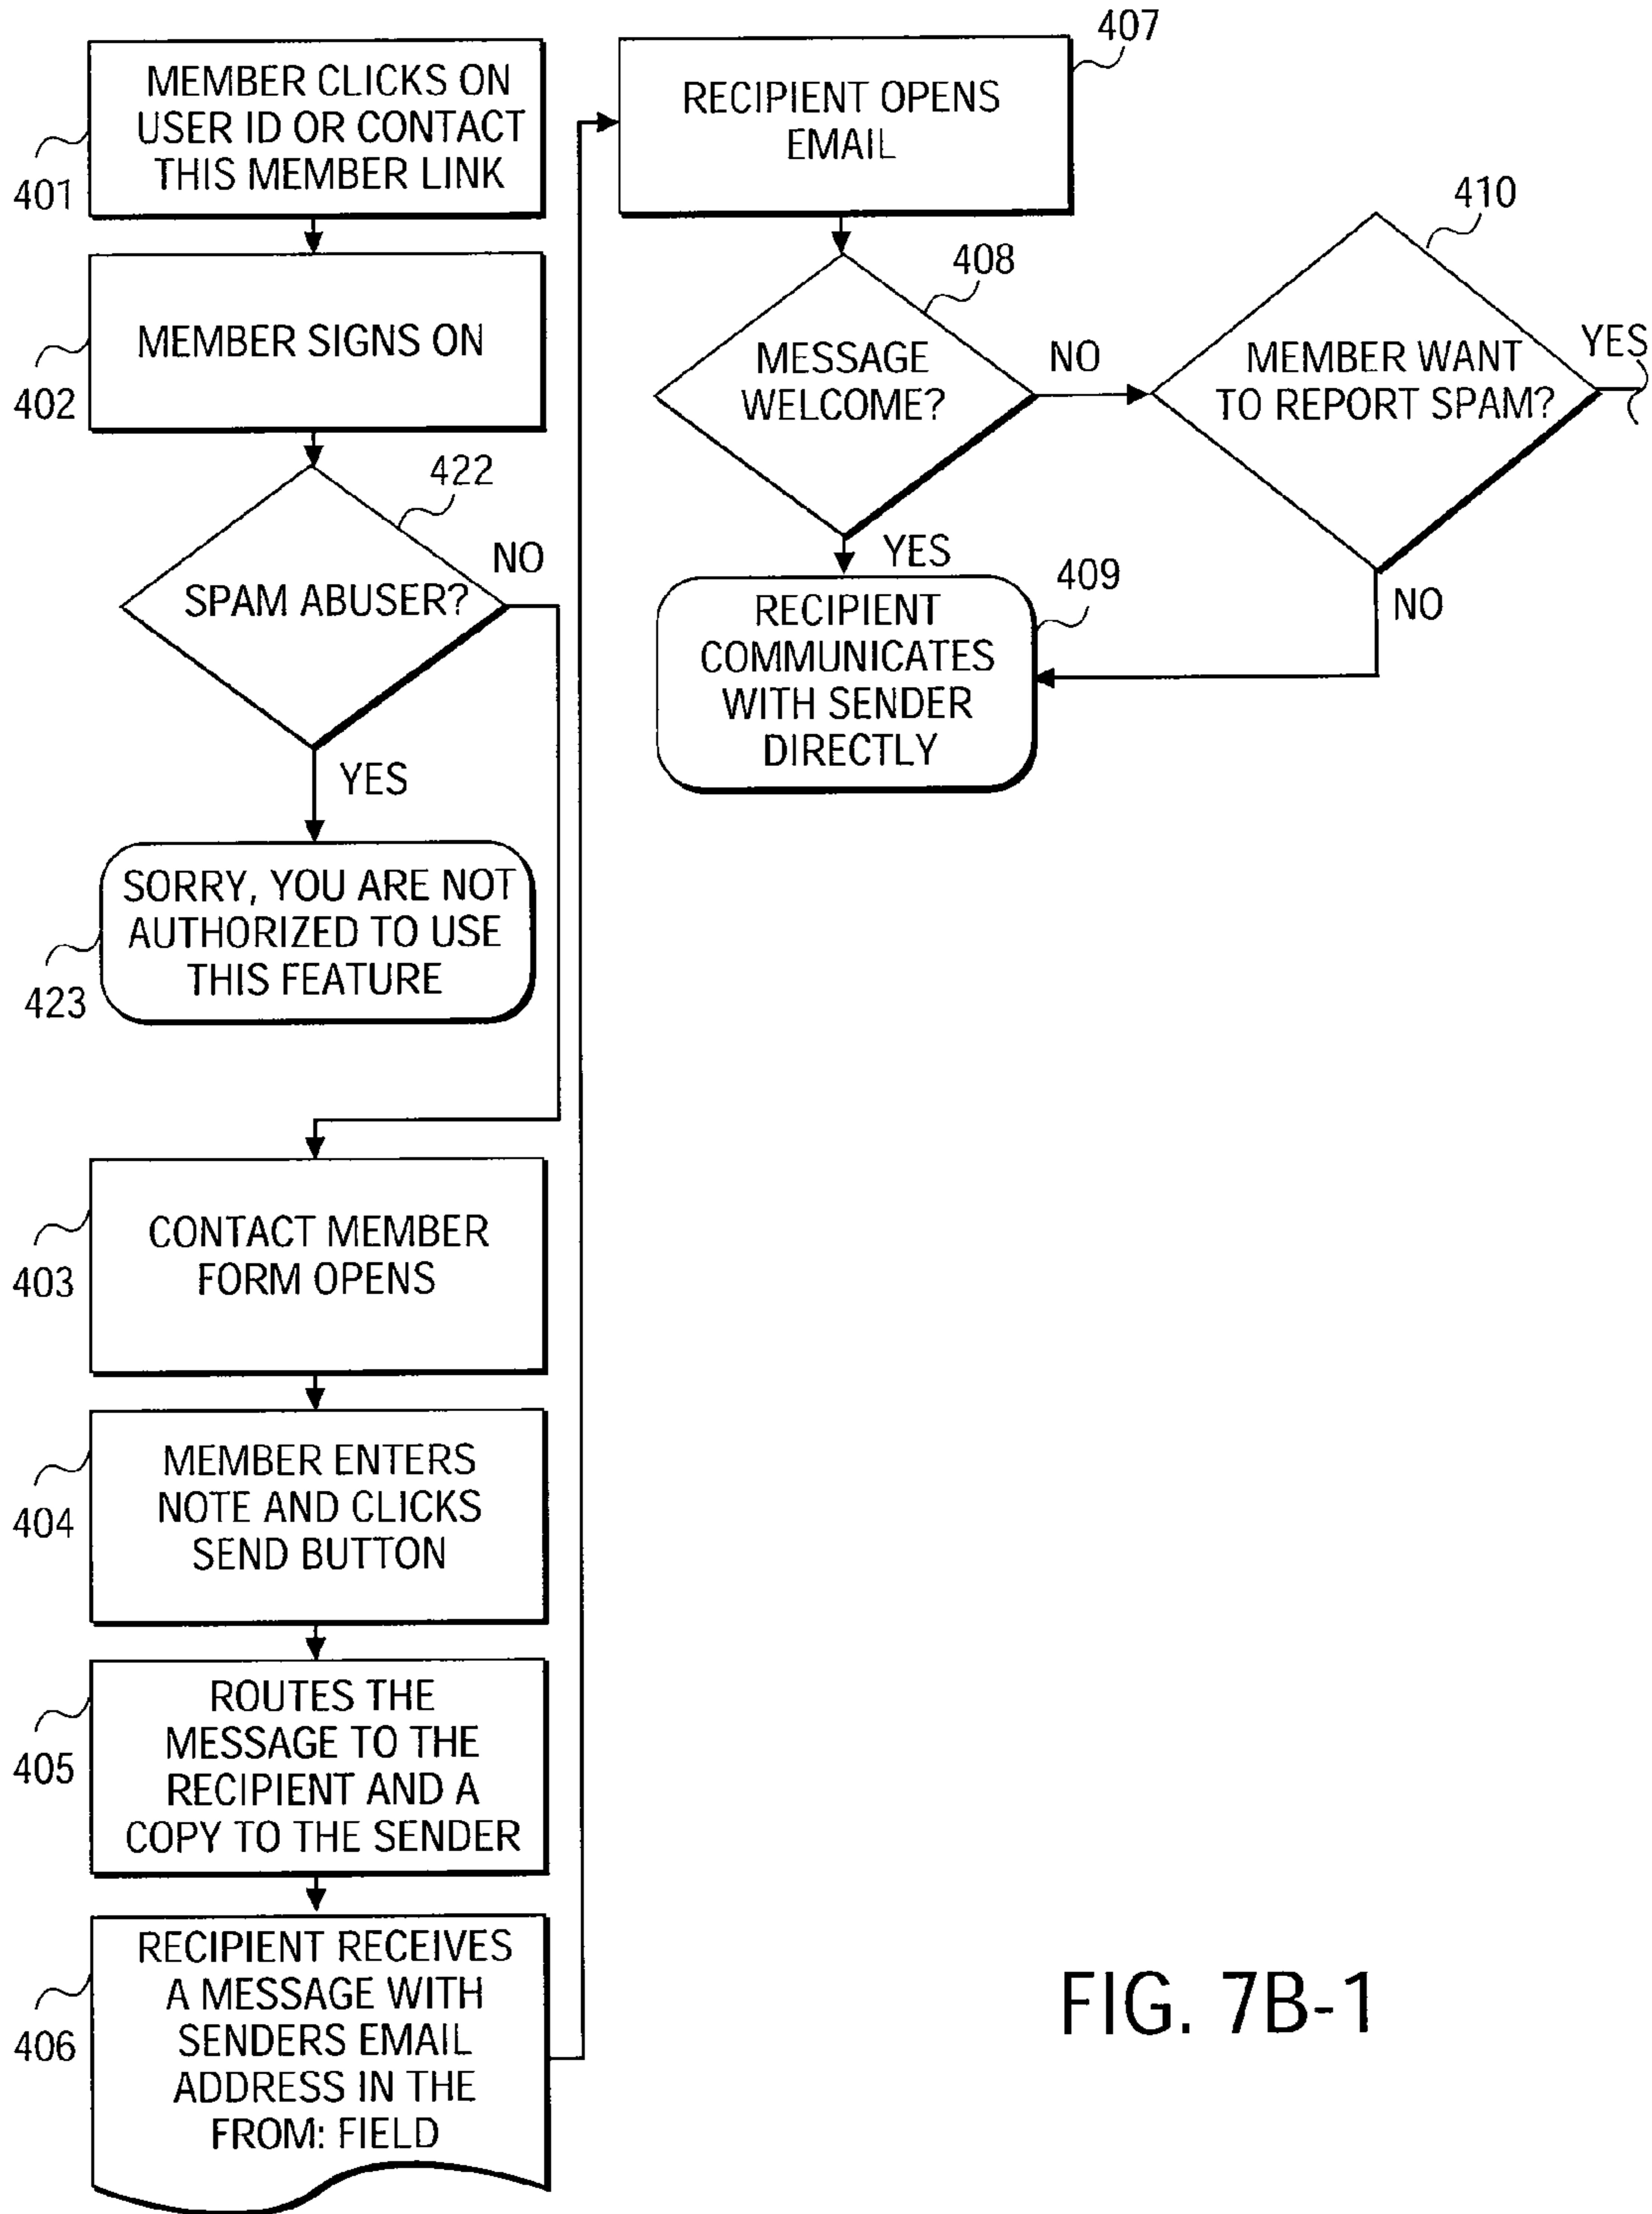 MEMBER CLICKS ON
USER ID OR CONTACT
THIS MEMBER LINK
401
MEMBER SIGNS ON
402
422
SPAM ABUSER?
NO
YES
SORRY, YOU ARE NOT
AUTHORIZED TO USE
THIS FEATURE
423
CONTACT MEMBER
FORM OPENS
403
MEMBER ENTERS
NOTE AND CLICKS
SEND BUTTON
404
ROUTES THE
MESSAGE TO THE
RECIPIENT AND A
COPY TO THE SENDER
405
RECIPIENT RECEIVES
A MESSAGE WITH
SENDERS EMAIL
ADDRESS IN THE
FROM: FIELD
406
407
RECIPIENT OPENS
EMAIL
408
MESSAGE
WELCOME?
NO
YES
409
RECIPIENT
COMMUNICATES
WITH SENDER
DIRECTLY
410
MEMBER WANT
TO REPORT SPAM?
YES
NO
FIG. 7B-1